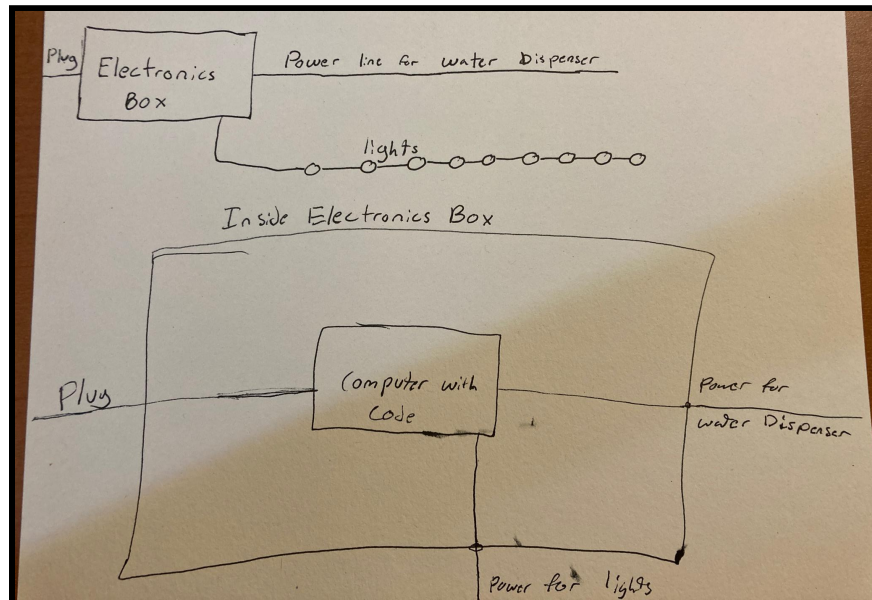 Plug
Electronics
Box
Power line for water Dispenser
lights
Inside Electronics Box
Plug
Computer with
Code
Power for
water Dispenser
Power for lights